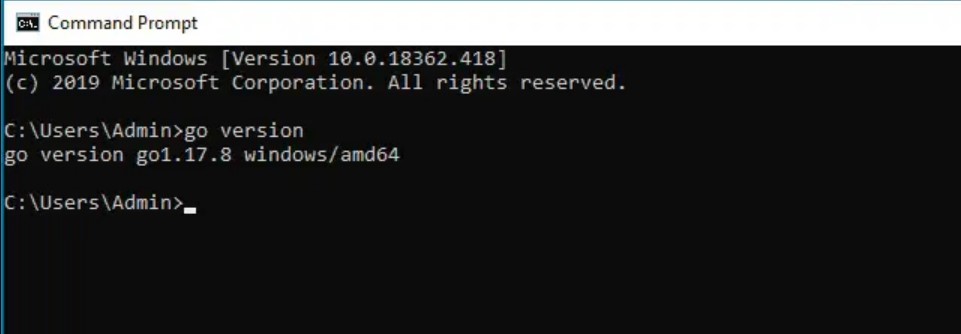 Command Prompt
Microsoft Windows [Version 10.0.18362.418]
(c) 2019 Microsoft Corporation. All rights reserved.
C:\Users\Admin>go version
go version go1.17.8 windows/amd64
C:\Users\Admin>